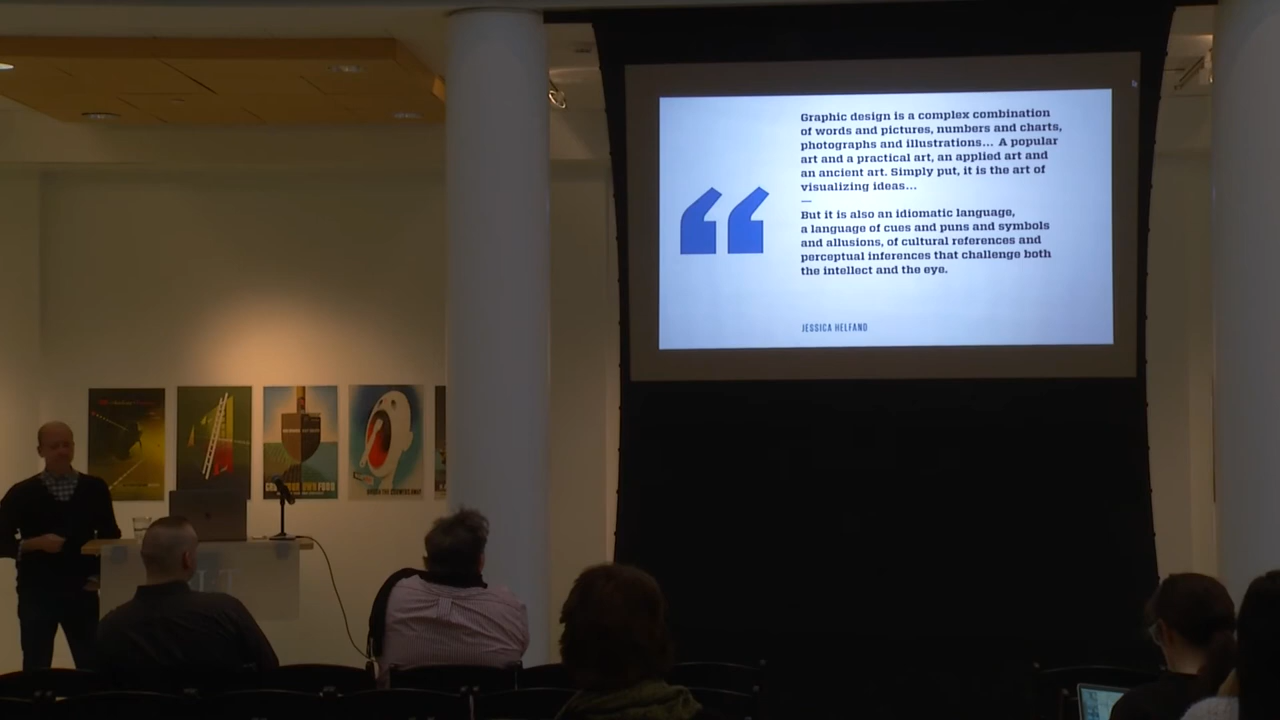 Graphic design is a complex combination
of words and pictures, numbers and charts,
photographs and illustrations... A popular
art and a practical art, an applied art and
an ancient art. Simply put, it is the art of
visualizing ideas...
—
But it is also an idiomatic language,
a language of cues and puns and symbols
and allusions, of cultural references and
perceptual inferences that challenge both
the intellect and the eye.
JESSICA HELFAND